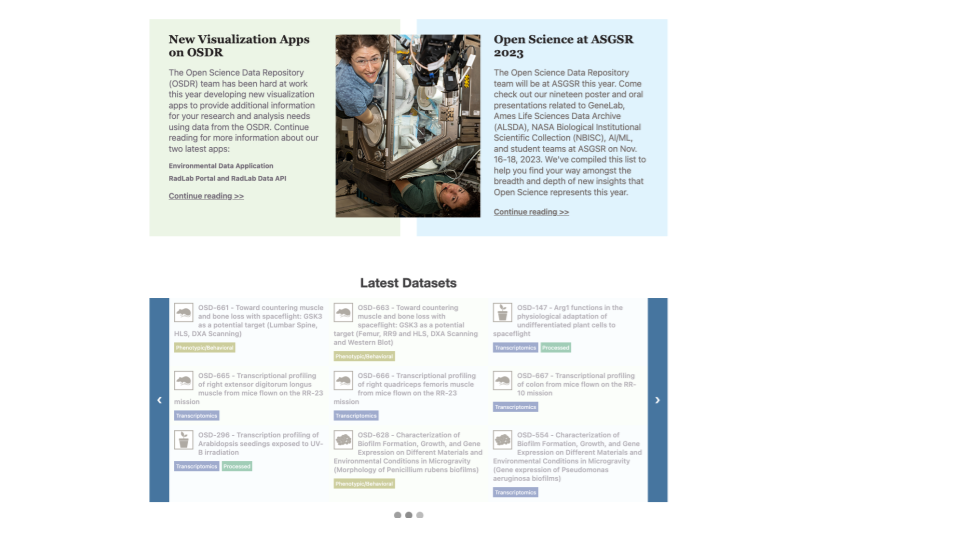 New Visualization Apps
on OSDR
The Open Science Data Repository
(OSDR) team has been hard at work
this year developing new visualization
apps to provide additional information
for your research and analysis needs
using data from the OSDR. Continue
reading for more information about our
two latest apps:
Environmental Data Application
RadLab Portal and RadLab Data API
Continue reading >>
Open Science at ASGSR
2023
The Open Science Data Repository
team will be at ASGSR this year. Come
check out our nineteen poster and oral
presentations related to GeneLab,
Ames Life Sciences Data Archive
(ALSDA), NASA Biological Institutional
Scientific Collection (NBISC), AI/ML,
and student teams at ASGSR on Nov.
16-18, 2023. We've compiled this list to
help you find your way amongst the
breadth and depth of new insights that
Open Science represents this year.
Continue reading >>
Latest Datasets
OSD-661 - Toward countering muscle
and bone loss with spaceflight: GSK3
as a potential target (Lumbar Spine,
HLS, DXA Scanning)
Phenotypic/Behavioral
OSD-663 - Toward countering
muscle and bone loss with
spaceflight: GSK3 as a potential
target (Femur, RR9 and HLS, DXA Scanning
and Western Blot)
Phenotypic/Behavioral
OSD-147 - Arg1 functions in the
physiological adaptation of
undifferentiated plant cells to
spaceflight
Transcriptomics Processed
OSD-665 - Transcriptional profiling
of right extensor digitorum longus
muscle from mice flown on the RR-23
mission
Transcriptomics
OSD-666 - Transcriptional profiling
of right quadriceps femoris muscle
from mice flown on the RR-23
mission
Transcriptomics
OSD-667 - Transcriptional profiling
of colon from mice flown on the RR-
10 mission
Transcriptomics
OSD-296 - Transcription profiling of
Arabidopsis seedings exposed to UV-
B irradiation
Transcriptomics Processed
OSD-628 - Characterization of
Biofilm Formation, Growth, and Gene
Expression on Different Materials and
Environmental Conditions in Microgravity
(Morphology of Penicillium rubens biofilms)
Phenotypic/Behavioral
OSD-554 - Characterization of
Biofilm Formation, Growth, and Gene
Expression on Different Materials and
Environmental Conditions in Microgravity
(Gene expression of Pseudomonas
aeruginosa biofilms)
Transcriptomics